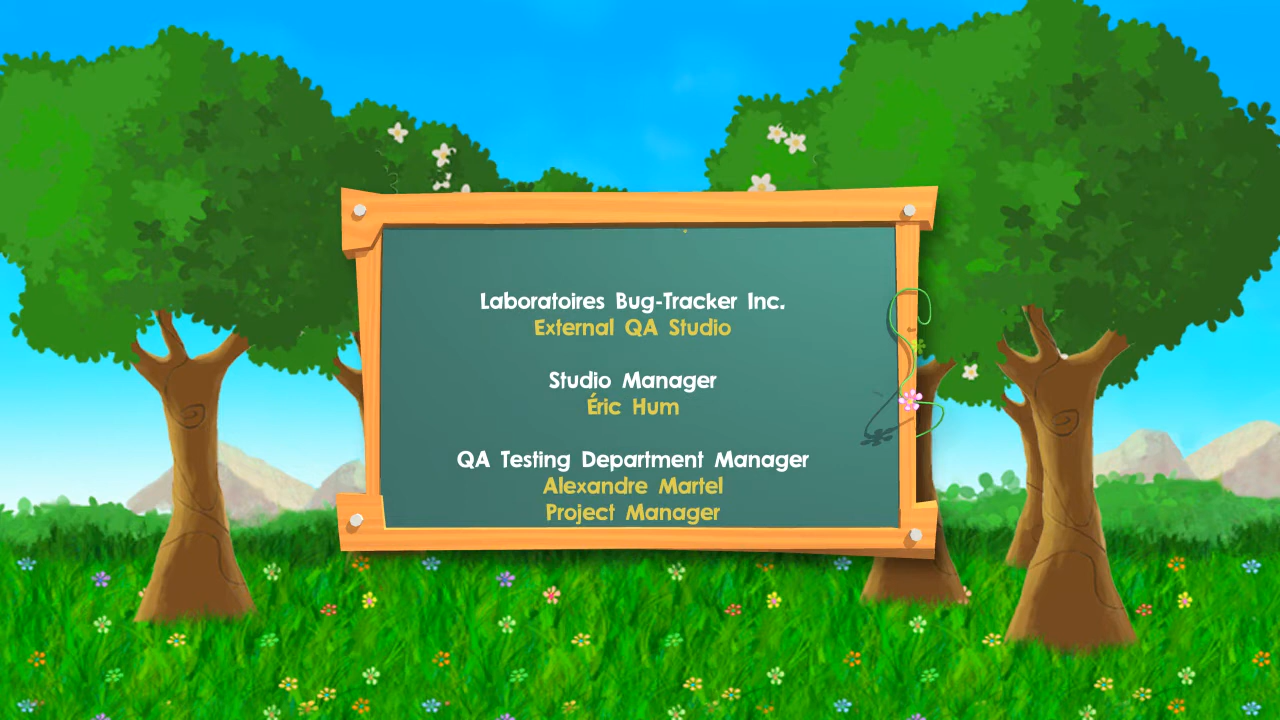 Laboratoires Bug-Tracker Inc.
External QA Studio
Studio Manager
Éric Hum
QA Testing Department Manager
Alexandre Martel
Project Manager